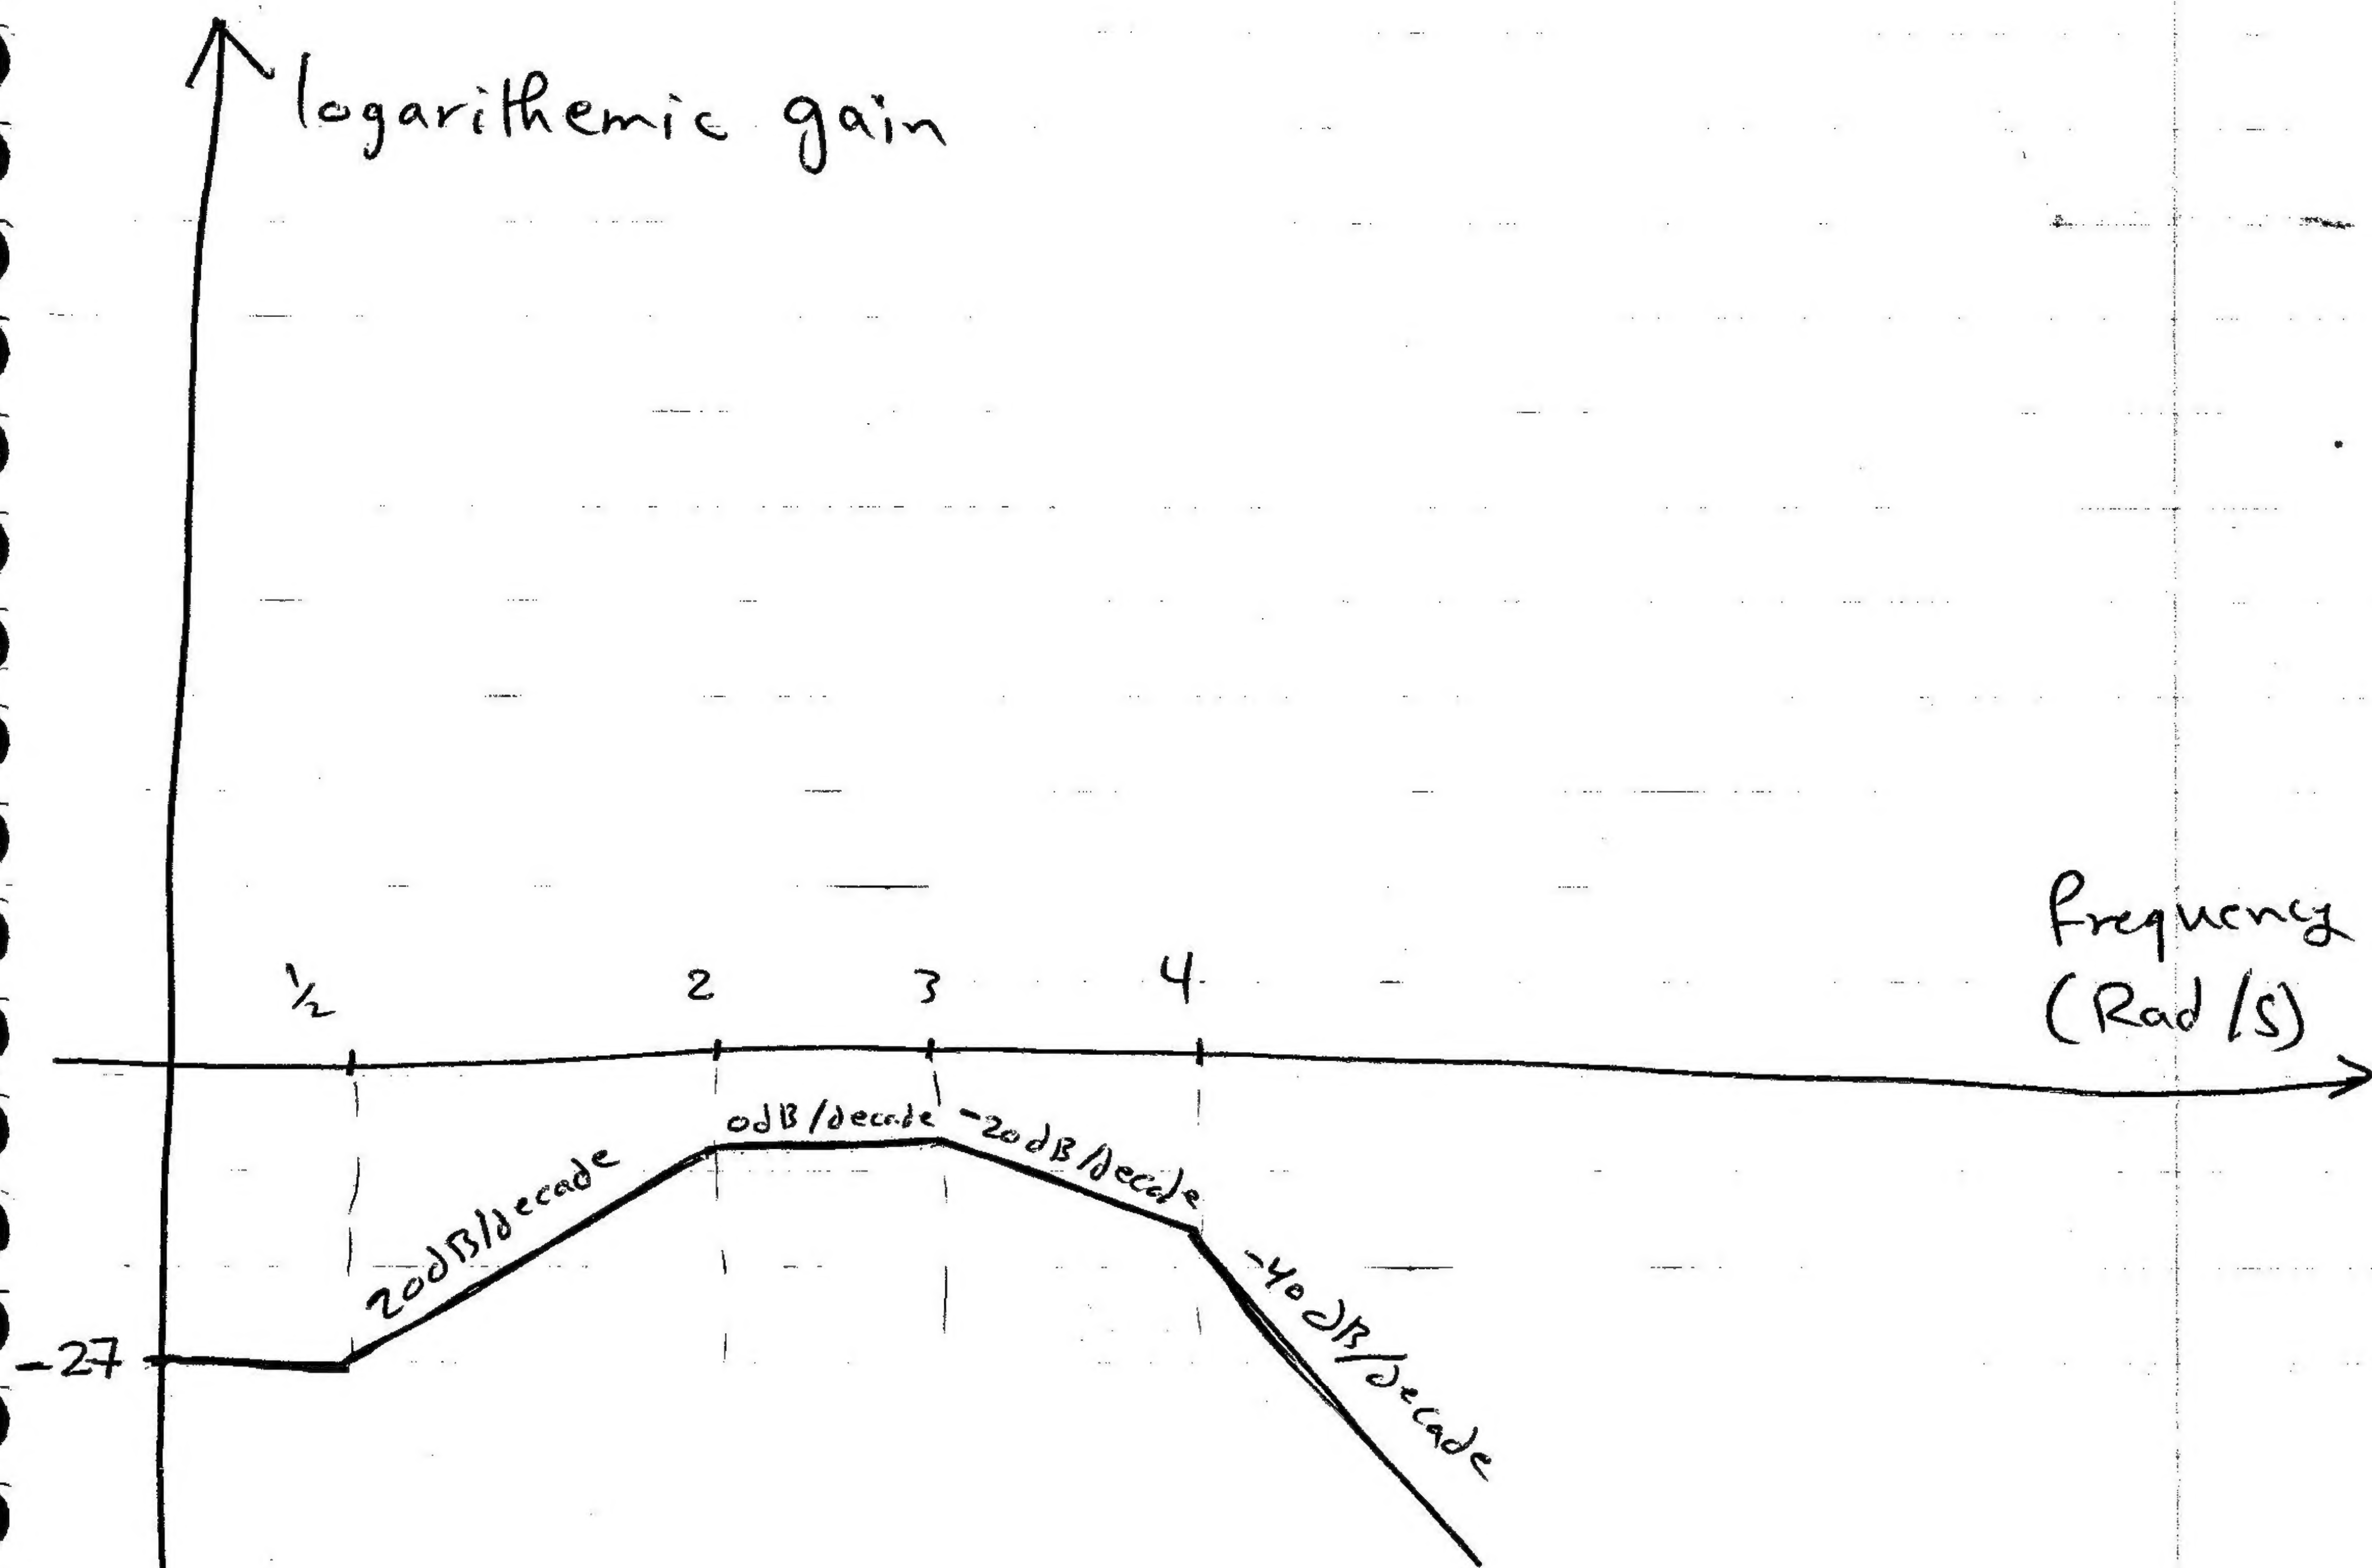 logarithemic gain
frequency
(Rad/S)
1/2
2
3
4
0dB/decade
-20dB/decade
20dB/decade
-40dB/decade
-27